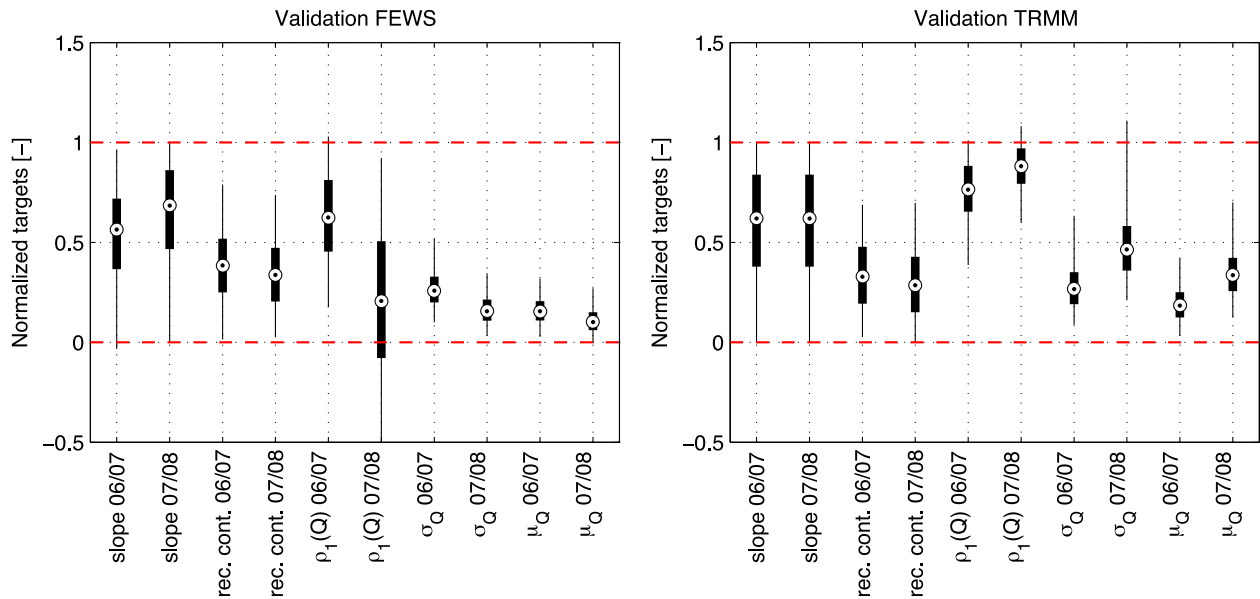 Validation FEWS
Normalized targets [−]
1.5
1
0.5
0
−0.5
slope 06/07
slope 07/08
rec. cont. 06/07
rec. cont. 07/08
ρ1(Q) 06/07
ρ1(Q) 07/08
σQ 06/07
σQ 07/08
μQ 06/07
μQ 07/08
Validation TRMM
Normalized targets [−]
1.5
1
0.5
0
−0.5
slope 06/07
slope 07/08
rec. cont. 06/07
rec. cont. 07/08
ρ1(Q) 06/07
ρ1(Q) 07/08
σQ 06/07
σQ 07/08
μQ 06/07
μQ 07/08